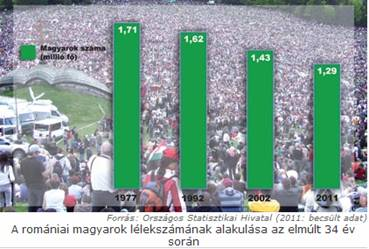 1,71
1,62
1,43
1,29
Magyarok száma
(millió fő)
1977
1992
2002
2011
Forrás: Országos Statisztikai Hivatal (2011: becsült adat)
A romániai magyarok lélekszámának alakulása az elmúlt 34 év
során